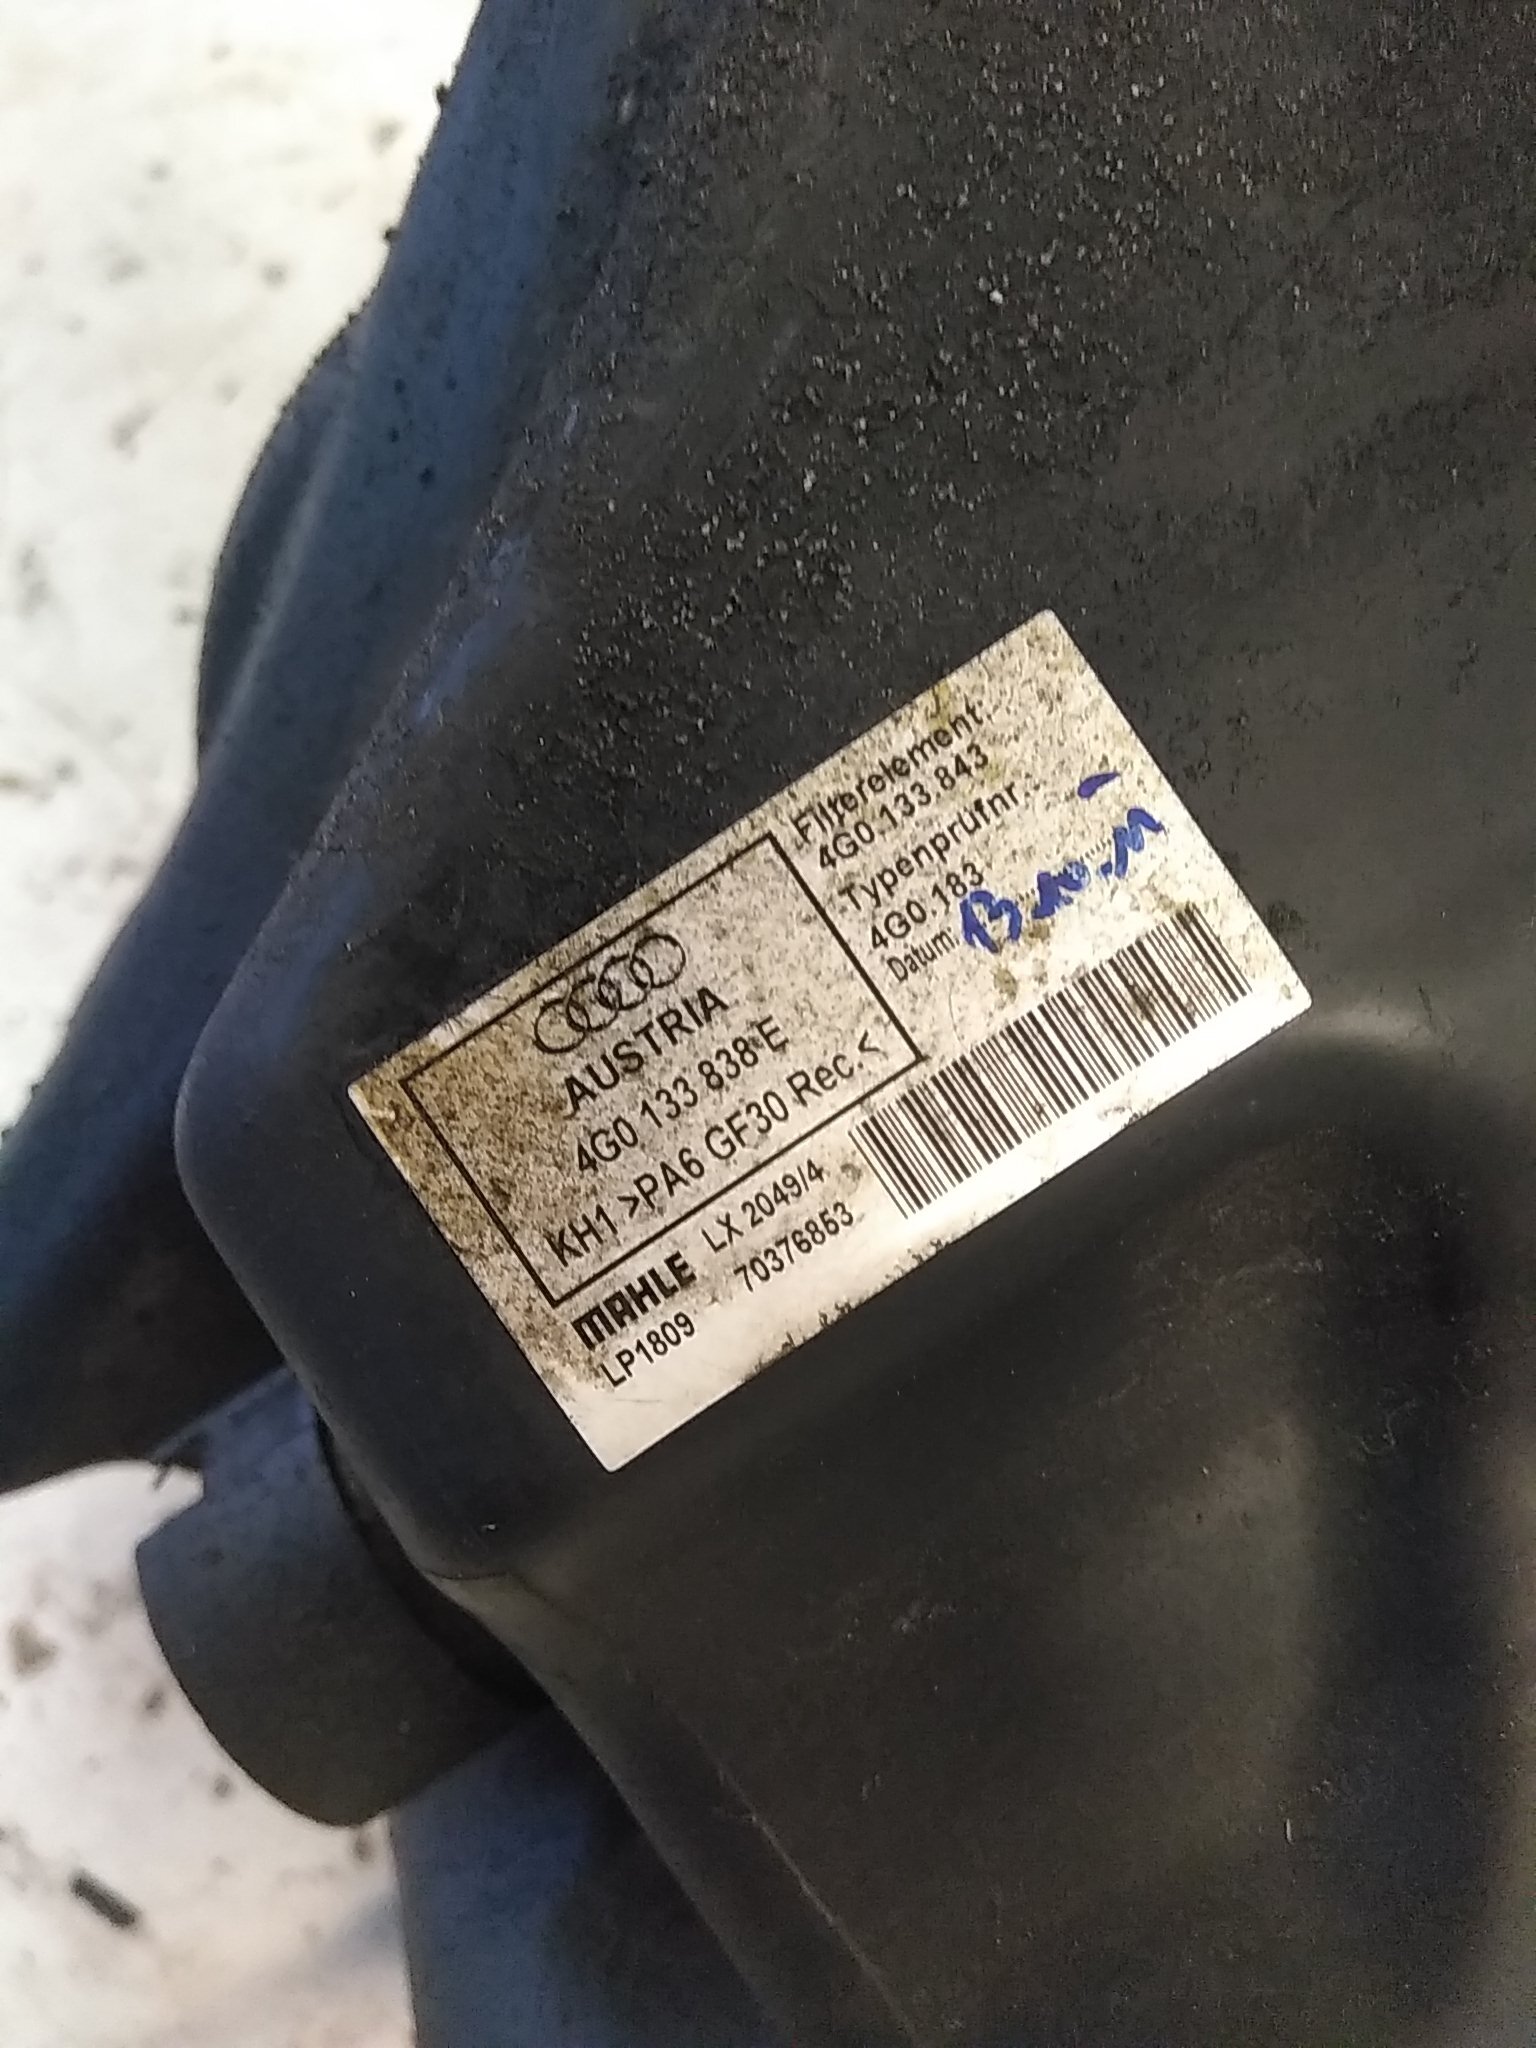 AUSTRIA
4G0 133 838 E
KH1 >PA6 GF30 Rec.<
MAHLE LX 2049/4
LP1809 - 70376853
Filterelement:
4G0.133.843
Typenprüfnr.:
4G0.183
Datum: